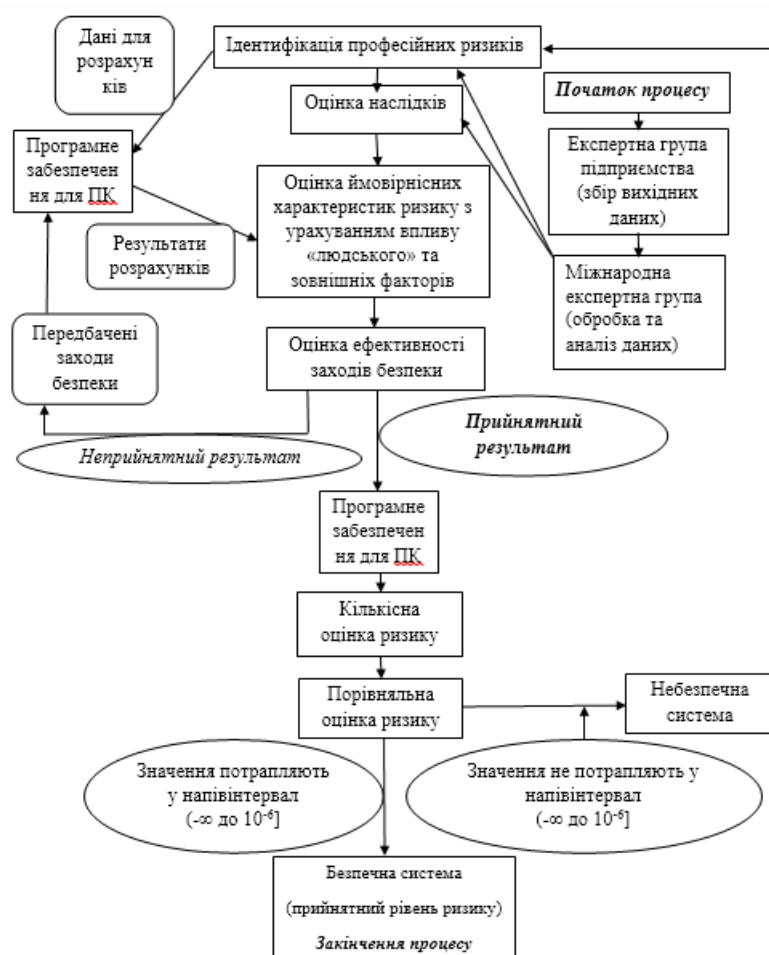 Дані для
розрахун
ків
Ідентифікація професійних ризиків
Оцінка наслідків
Початок процесу
Програмне
забезпечен
ня для ПК
Експертна група
підприємства
(збір вихідних
даних)
Оцінка ймовірнісних
характеристик ризику з
урахуванням впливу
«людського» та
зовнішніх факторів
Результати
розрахунків
Міжнародна
експертна група
(обробка та
аналіз даних)
Передбачені
заходи
безпеки
Оцінка ефективності
заходів безпеки
Прийнятний
результат
Неприйнятний результат
Програмне
забезпечен
ня для ПК
Кількісна
оцінка ризику
Порівняльна
оцінка ризику
Небезпечна
система
Значення потрапляють
у напівінтервал
(-∞ до 10⁻⁶]
Значення не потрапляють у
напівінтервал
(-∞ до 10⁻⁶]
Безпечна система
(прийнятний рівень ризику)
Закінчення процесу